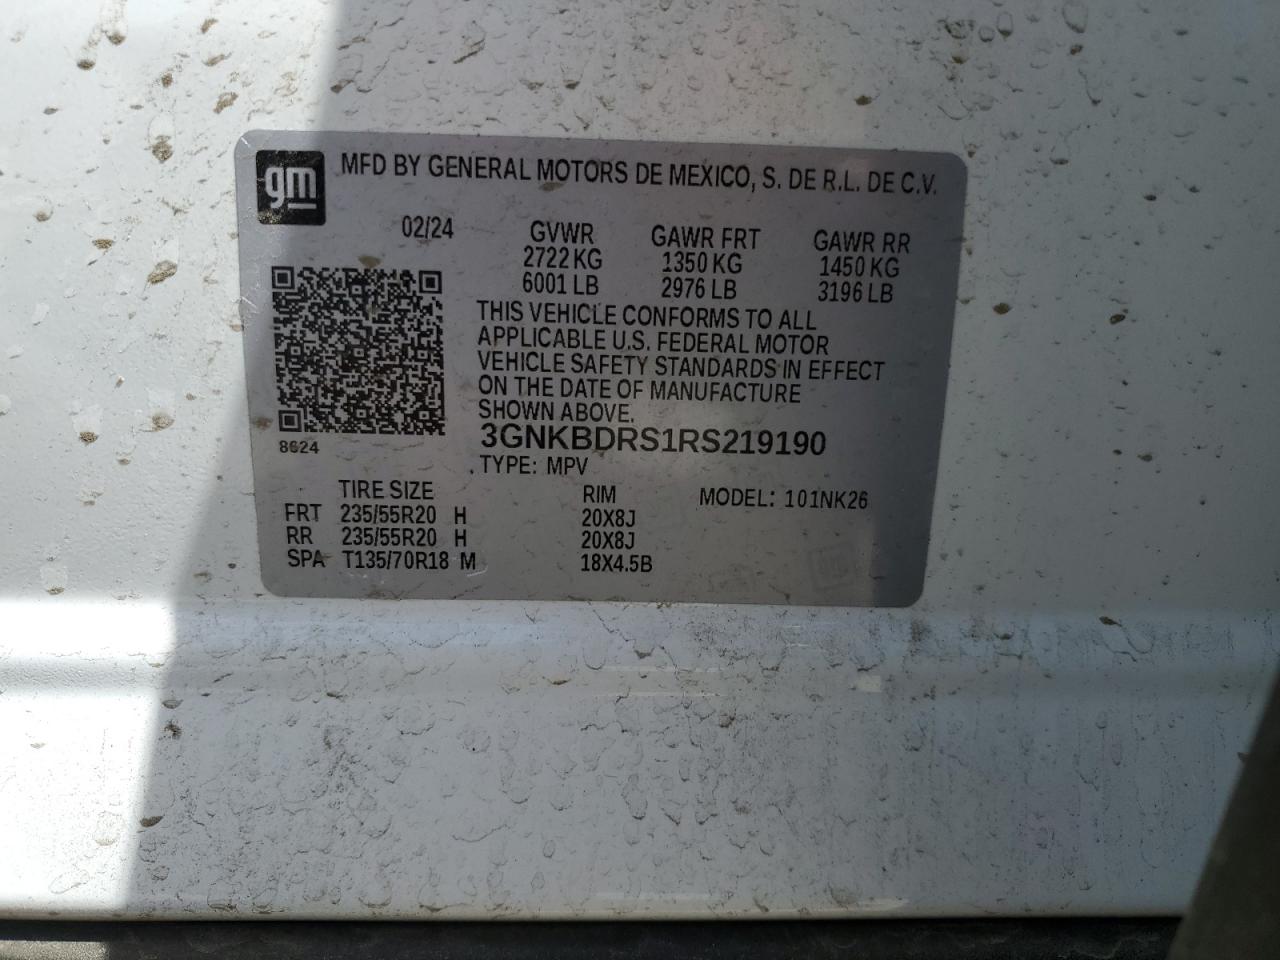 gm MFD BY GENERAL MOTORS DE MEXICO, S. DE R.L. DE C.V.
02/24 GVWR GAWR FRT GAWR RR
2722 KG 1350 KG 1450 KG
6001 LB 2976 LB 3196 LB
THIS VEHICLE CONFORMS TO ALL
APPLICABLE U.S. FEDERAL MOTOR
VEHICLE SAFETY STANDARDS IN EFFECT
ON THE DATE OF MANUFACTURE
SHOWN ABOVE.
3GNKBDRS1RS219190
8624
TYPE: MPV
TIRE SIZE RIM MODEL: 101NK26
FRT 235/55R20 H 20X8J
RR 235/55R20 H 20X8J
SPA T135/70R18 M 18X4.5B